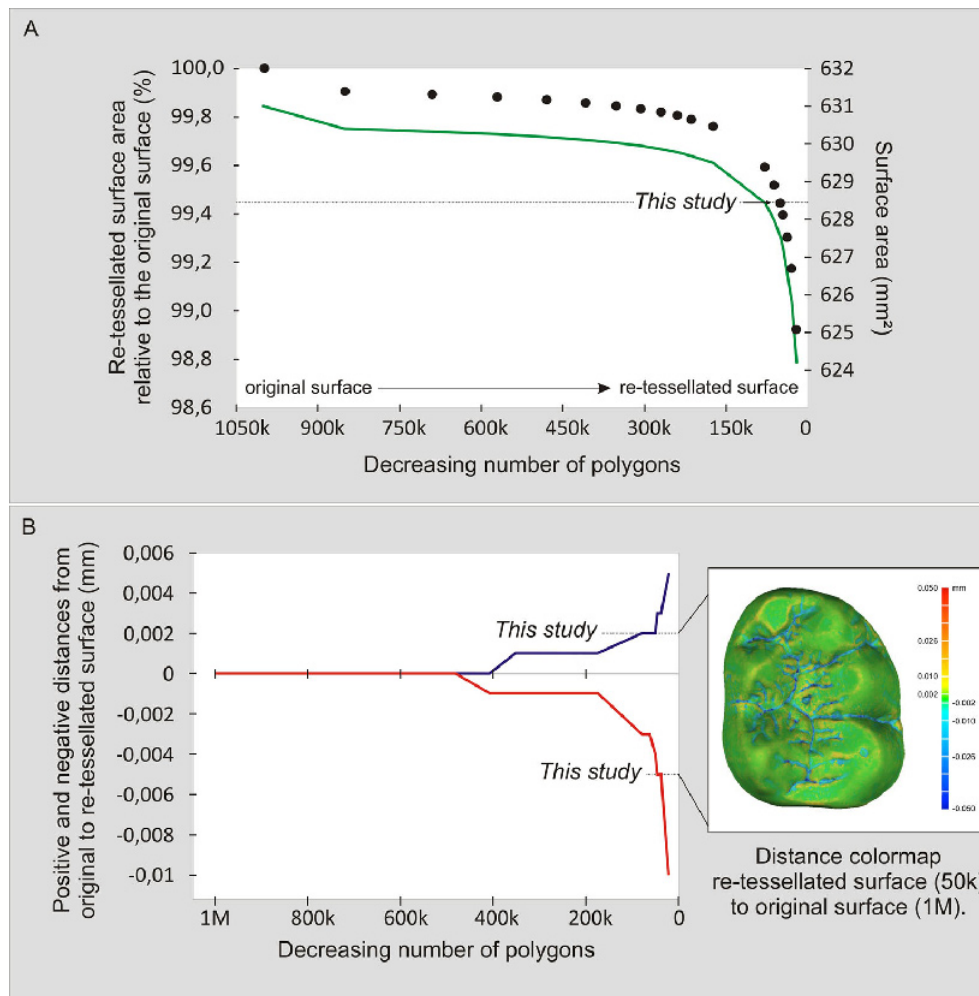 A
Re-tessellated surface area
relative to the original surface (%)
100,0
99,8
99,6
99,4
99,2
99,0
98,8
98,6
632
631
630
629
628
627
626
625
624
Surface area (mm²)
This study
original surface
re-tessellated surface
1050k 900k 750k 600k 450k 300k 150k 0
Decreasing number of polygons
B
Positive and negative distances from
original to re-tessellated surface (mm)
0,006
0,004
0,002
0
-0,002
-0,004
-0,006
-0,008
-0,01
This study
This study
1M 800k 600k 400k 200k 0
Decreasing number of polygons
0.050 mm
0.026
0.010
0.002
-0.002
-0.010
-0.026
-0.050
Distance colormap
re-tessellated surface (50k
to original surface (1M).